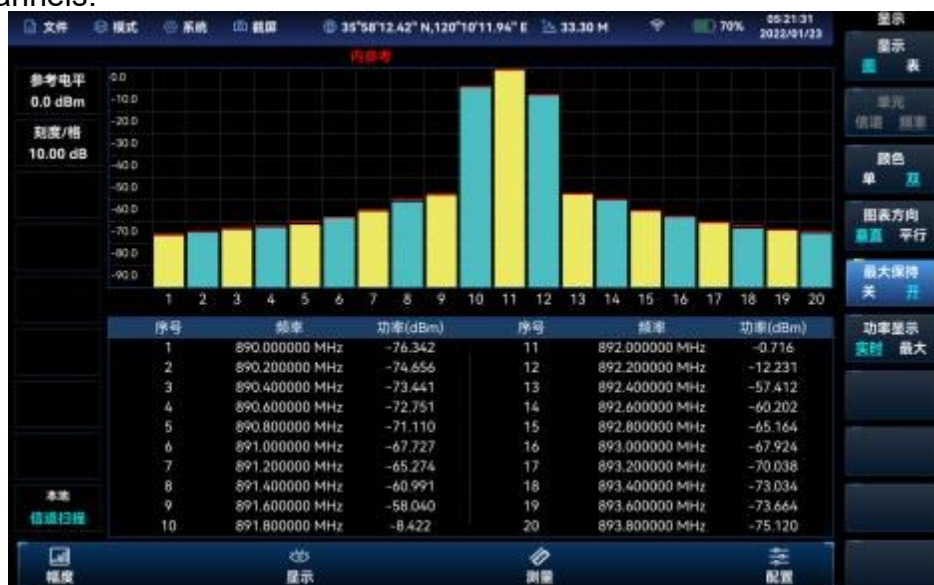 annels.
文件 模式 系统 截屏 35°58'12.42" N,120°10'11.94" E 33.30 M 70% 05:21:31 2022/01/23
显示
内参考
参考电平
0.0 dBm
刻度/格
10.00 dB
0.0
-10.0
-20.0
-30.0
-40.0
-50.0
-60.0
-70.0
-80.0
-90.0
1 2 3 4 5 6 7 8 9 10 11 12 13 14 15 16 17 18 19 20
序号 频率 功率(dBm) 序号 频率 功率(dBm)
1 890.000000 MHz -76.342 11 892.000000 MHz -0.716
2 890.200000 MHz -74.656 12 892.200000 MHz -12.231
3 890.400000 MHz -73.441 13 892.400000 MHz -57.412
4 890.600000 MHz -72.751 14 892.600000 MHz -60.202
5 890.800000 MHz -71.110 15 892.800000 MHz -65.164
6 891.000000 MHz -67.727 16 893.000000 MHz -67.924
7 891.200000 MHz -65.274 17 893.200000 MHz -70.038
8 891.400000 MHz -60.991 18 893.400000 MHz -73.034
9 891.600000 MHz -58.040 19 893.600000 MHz -73.664
10 891.800000 MHz -8.422 20 893.800000 MHz -75.120
本地
信道扫描
显示
图 表
单元
信道 频率
颜色
单 双
图表方向
垂直 平行
最大保持
关 开
功率显示
实时 最大
幅度 显示 测量 配置